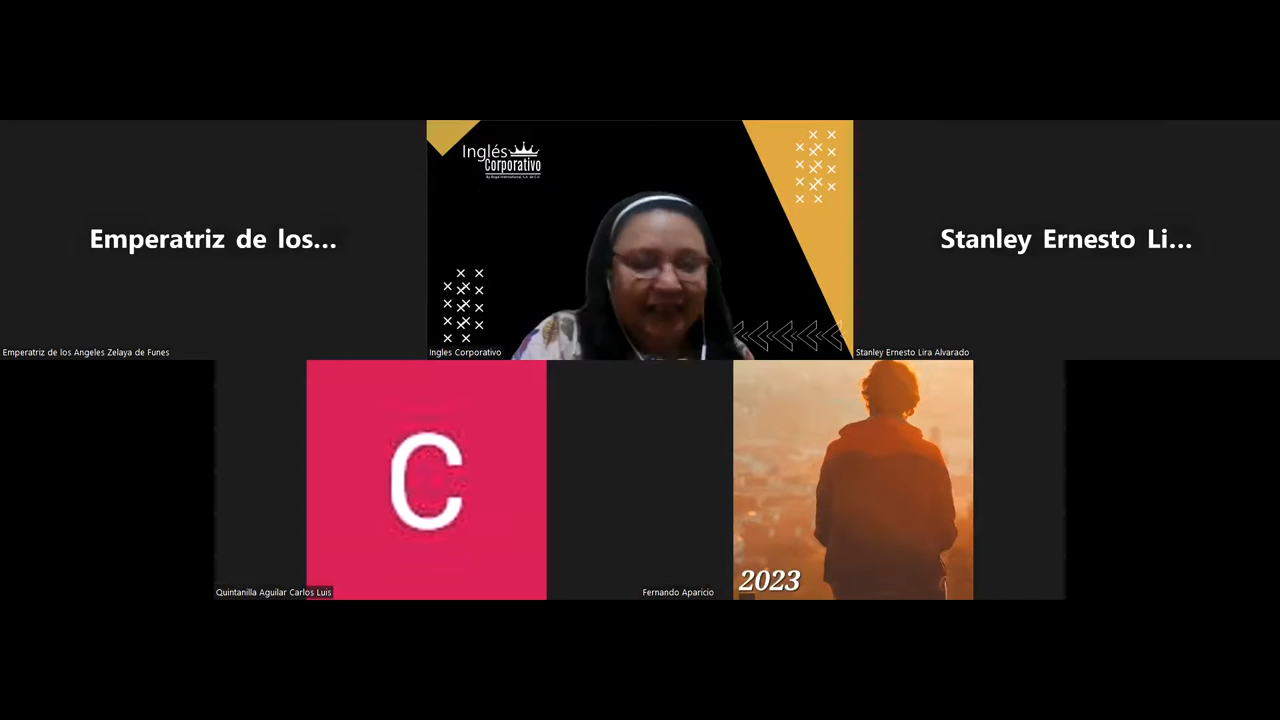 Emperatriz de los...
Emperatriz de los Angeles Zelaya de Funes
Inglés
Corporativo
Ingles Corporativo
Stanley Ernesto Li...
Stanley Ernesto Lira Alvarado
C
Quintanilla Aguilar Carlos Luis
Fernando Aparicio
2023